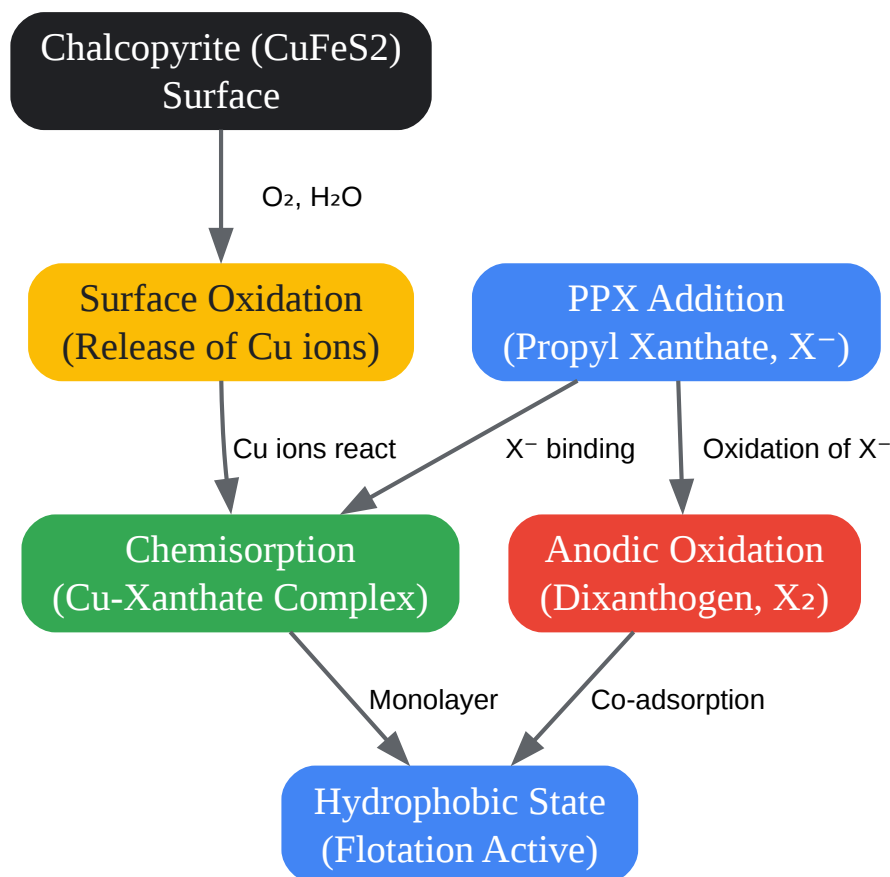 Chalcopyrite (CuFeS2)
Surface
O₂, H₂O
Surface Oxidation
(Release of Cu ions)
PPX Addition
(Propyl Xanthate, X⁻)
Cu ions react
X⁻ binding
Oxidation of X⁻
Chemisorption
(Cu-Xanthate Complex)
Anodic Oxidation
(Dixanthogen, X₂)
Monolayer
Co-adsorption
Hydrophobic State
(Flotation Active)